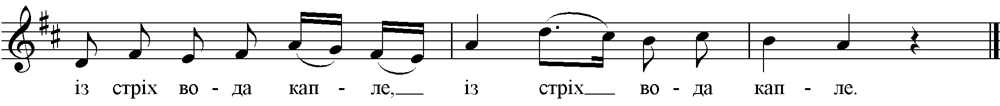 із стріх во - да кап - ле, із стріх во - да кап - ле.